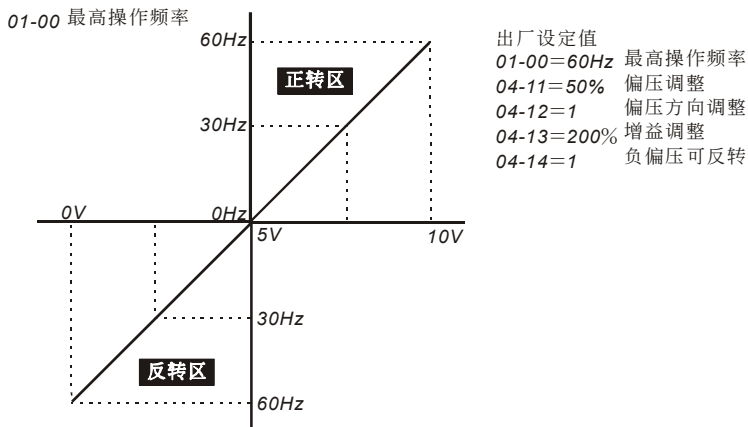 01-00 最高操作频率
60Hz
正转区
30Hz
0V
0Hz
5V
10V
30Hz
反转区
60Hz
出厂设定值
01-00=60Hz 最高操作频率
04-11=50% 偏压调整
04-12=1 偏压方向调整
04-13=200% 增益调整
04-14=1 负偏压可反转